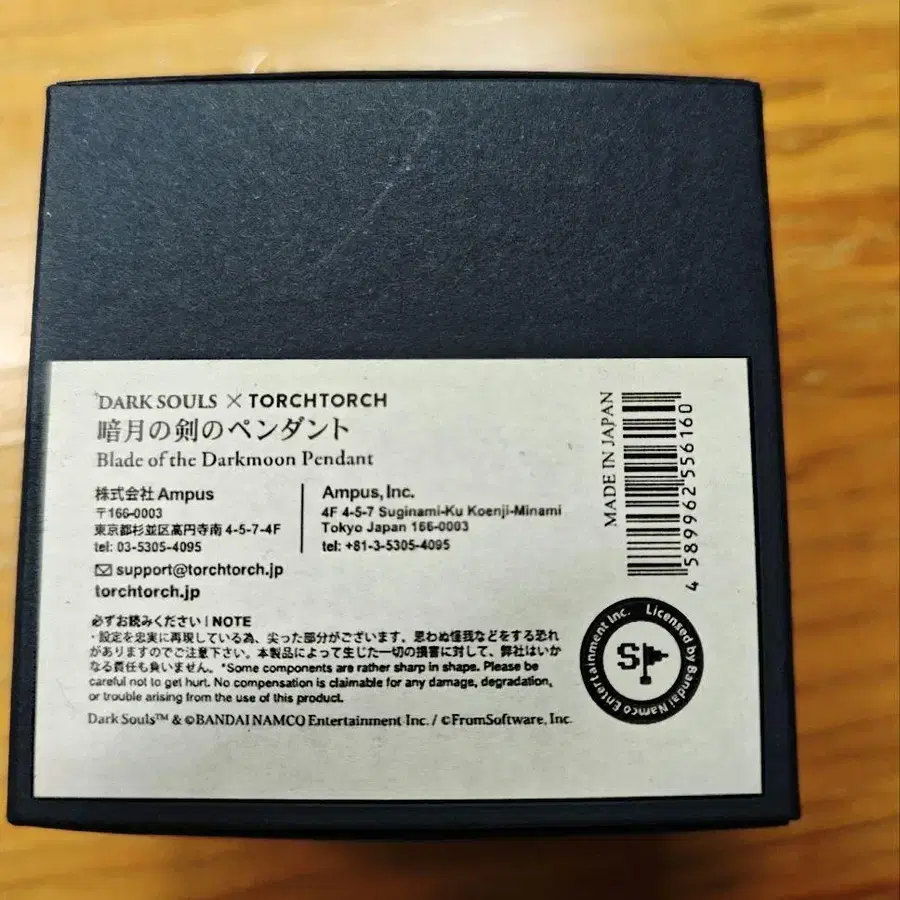 DARK SOULS × TORCHTORCH
暗月の剣のペンダント
Blade of the Darkmoon Pendant
株式会社 Ampus
〒166-0003
東京都杉並区高円寺南 4-5-7-4F
tel: 03-5305-4095
support@torchtorch.jp
torchtorch.jp
Ampus, Inc.
4F 4-5-7 Suginami-Ku Koenji-Minami
Tokyo Japan 166-0003
tel: +81-3-5305-4095
必ずお読みください | NOTE
・設定を忠実に再現している為、尖った部分がございます。思わぬ怪我などをする恐れ
がありますのでご注意下さい。本製品によって生じた一切の損害に対して、弊社はいか
なる責任も負いません。 *Some components are rather sharp in shape. Please be
careful not to get hurt. No compensation is claimable for any damage, degradation,
or trouble arising from the use of this product.
Dark Souls™ & ©BANDAI NAMCO Entertainment Inc. / ©FromSoftware, Inc.
MADE IN JAPAN
4 589962 556160
Licensed by Bandai Namco Entertainment Inc.